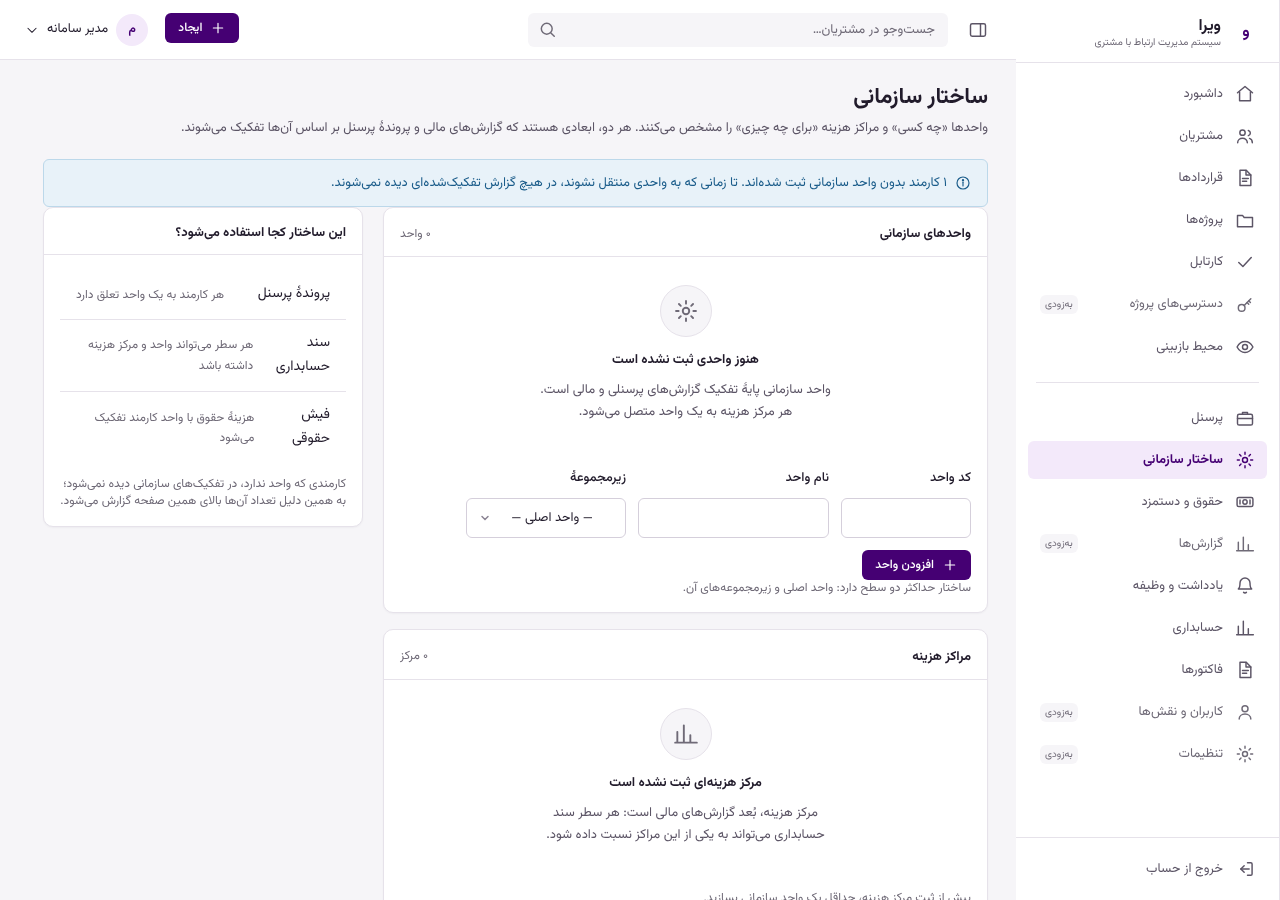 و
ویرا
سیستم مدیریت ارتباط با مشتری
داشبورد
مشتریان
قراردادها
پروژه‌ها
کارتابل
دسترسی‌های پروژه
به‌زودی
محیط بازبینی
پرسنل
ساختار سازمانی
حقوق و دستمزد
گزارش‌ها
به‌زودی
یادداشت و وظیفه
حسابداری
فاکتورها
کاربران و نقش‌ها
به‌زودی
تنظیمات
به‌زودی
خروج از حساب
جست‌وجو در مشتریان…
ایجاد
م
مدیر سامانه
ساختار سازمانی
واحدها «چه کسی» و مراکز هزینه «برای چه چیزی» را مشخص می‌کنند. هر دو، ابعادی هستند که گزارش‌های مالی و پروندهٔ پرسنل بر اساس آن‌ها تفکیک می‌شوند.
۱ کارمند بدون واحد سازمانی ثبت شده‌اند. تا زمانی که به واحدی منتقل نشوند، در هیچ گزارش تفکیک‌شده‌ای دیده نمی‌شوند.
واحدهای سازمانی
۰ واحد
هنوز واحدی ثبت نشده است
واحد سازمانی پایهٔ تفکیک گزارش‌های پرسنلی و مالی است.
هر مرکز هزینه به یک واحد متصل می‌شود.
کد واحد
نام واحد
زیرمجموعهٔ
— واحد اصلی —
افزودن واحد
ساختار حداکثر دو سطح دارد: واحد اصلی و زیرمجموعه‌های آن.
مراکز هزینه
۰ مرکز
مرکز هزینه‌ای ثبت نشده است
مرکز هزینه، بُعد گزارش‌های مالی است: هر سطر سند
حسابداری می‌تواند به یکی از این مراکز نسبت داده شود.
پیش از ثبت مرکز هزینه، حداقل یک واحد سازمانی بسازید.
این ساختار کجا استفاده می‌شود؟
پروندهٔ پرسنل
هر کارمند به یک واحد تعلق دارد
سند
حسابداری
هر سطر می‌تواند واحد و مرکز هزینه
داشته باشد
فیش
حقوقی
هزینهٔ حقوق با واحد کارمند تفکیک
می‌شود
کارمندی که واحد ندارد، در تفکیک‌های سازمانی دیده نمی‌شود؛
به همین دلیل تعداد آن‌ها بالای همین صفحه گزارش می‌شود.